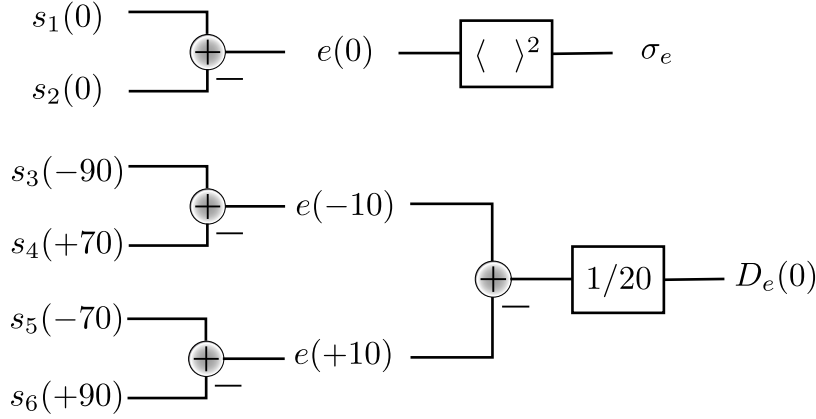 s₁(0)
e(0) ⟨ ⟩² σₑ
−
s₂(0)
s₃(−90)
e(−10)
−
s₄(+70)
1/20 Dₑ(0)
−
s₅(−70)
e(+10)
−
s₆(+90)